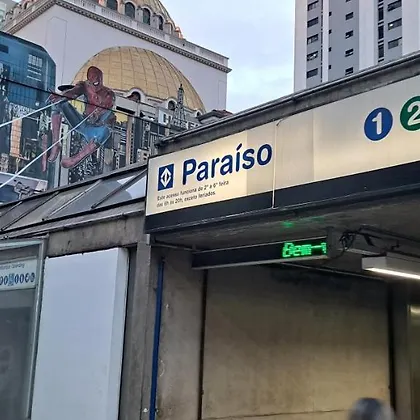 Paraíso
Este acesso funciona de 2ª a 6ª feira
das 6h às 20h, exceto feriados
1 2
Bem-v